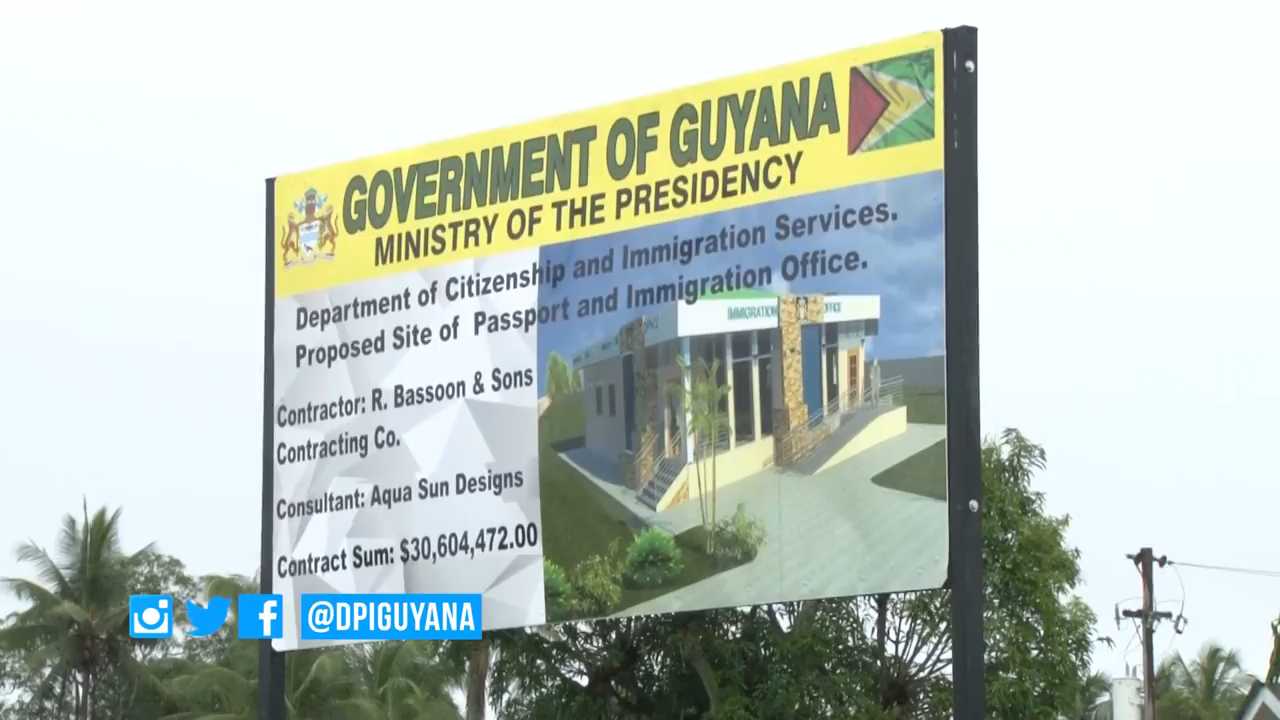 GOVERNMENT OF GUYANA
MINISTRY OF THE PRESIDENCY
Department of Citizenship and Immigration Services.
Proposed Site of Passport and Immigration Office.
Contractor: R. Bassoon & Sons
Contracting Co.
Consultant: Aqua Sun Designs
Contract Sum: $30,604,472.00
IMMIGRATION OFFICE
@DPIGUYANA